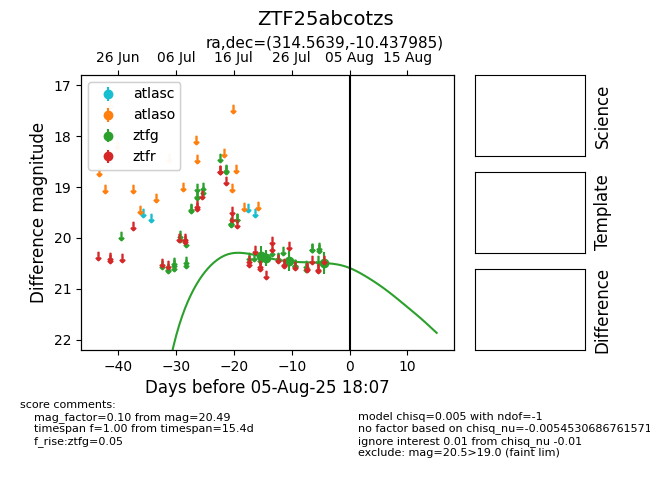 ZTF25abcotzs
ra,dec=(314.5639,-10.437985)
26 Jun 06 Jul 16 Jul 26 Jul 05 Aug 15 Aug
atlasc
atlaso
ztfg
ztfr
17
18
19
20
21
22
Difference magnitude
−40 −30 −20 −10 0 10
Days before 05-Aug-25 18:07
Science
Template
Difference
score comments:
mag_factor=0.10 from mag=20.49
timespan f=1.00 from timespan=15.4d
f_rise:ztfg=0.05
model chisq=0.005 with ndof=-1
no factor based on chisq_nu=-0.0054530686761571
ignore interest 0.01 from chisq_nu -0.01
exclude: mag=20.5>19.0 (faint lim)